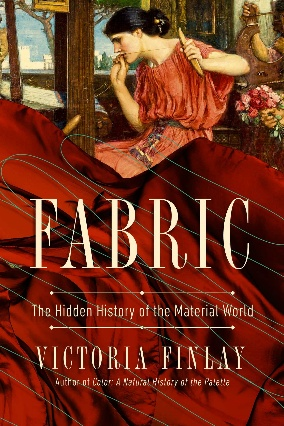 FABRIC
The Hidden History of the Material World
VICTORIA FINLAY
Author of Color: A Natural History of the Palette